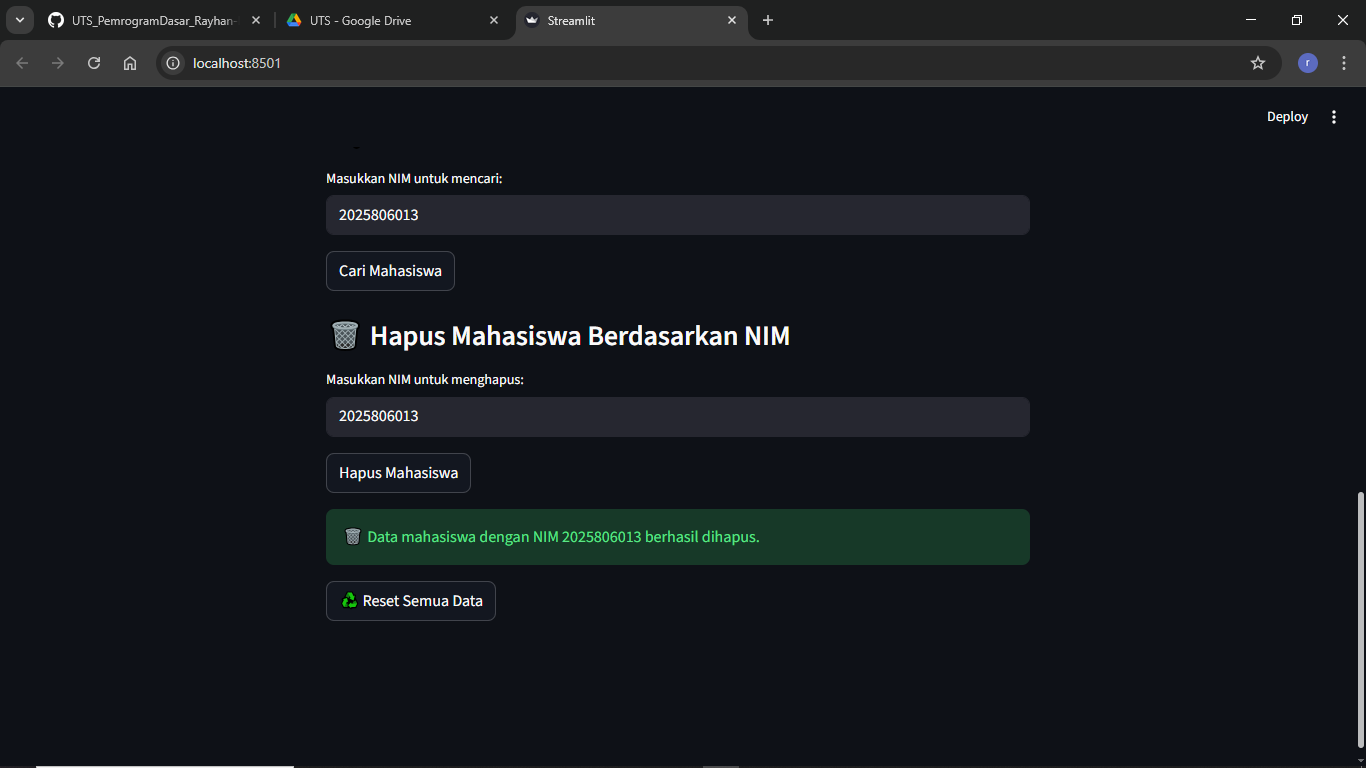 UTS_PemrogramDasar_Rayhan-
UTS - Google Drive
Streamlit
localhost:8501
r
Deploy
Masukkan NIM untuk mencari:
2025806013
Cari Mahasiswa
Hapus Mahasiswa Berdasarkan NIM
Masukkan NIM untuk menghapus:
2025806013
Hapus Mahasiswa
Data mahasiswa dengan NIM 2025806013 berhasil dihapus.
Reset Semua Data